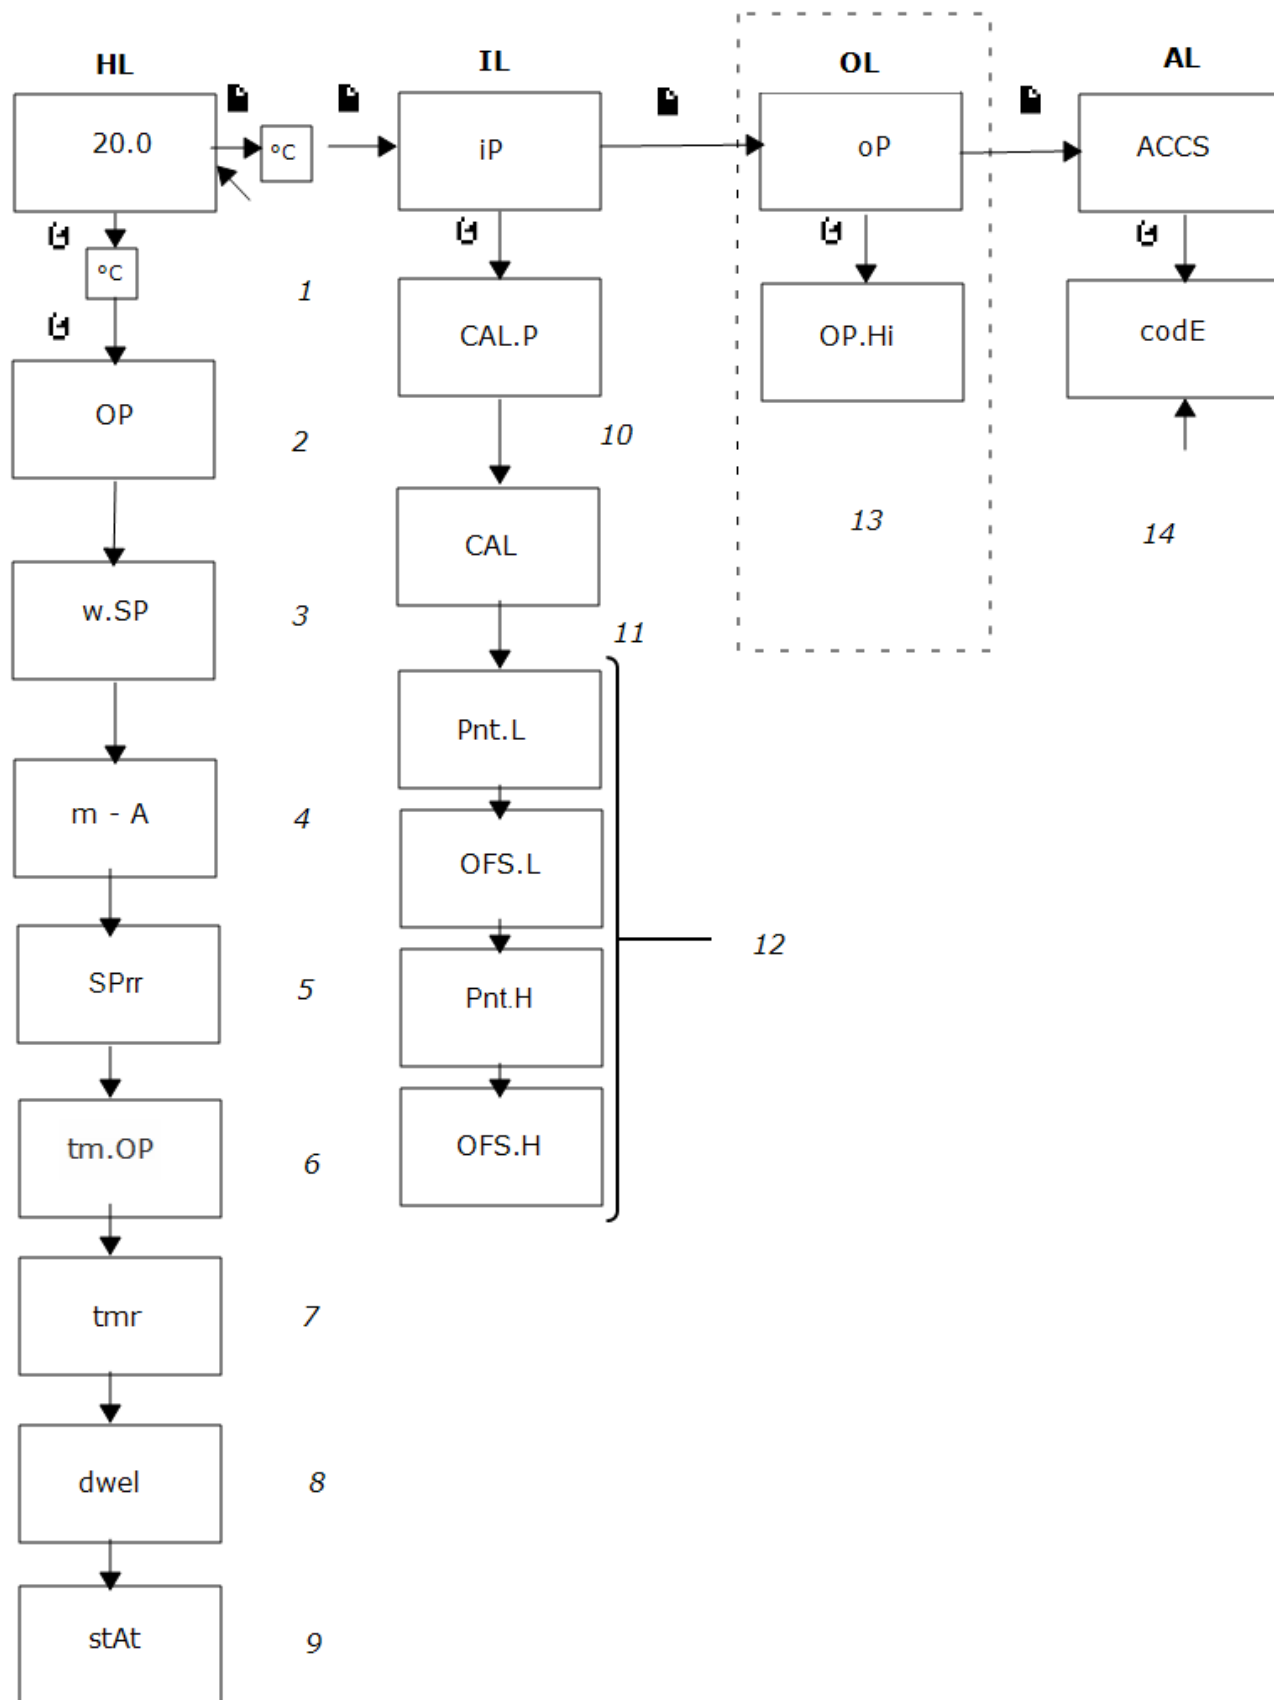 HL
IL
OL
AL
20.0
°C
iP
oP
ACCS
°C
1
CAL.P
OP.Hi
codE
OP
2
10
CAL
13
14
w.SP
3
11
Pnt.L
m - A
4
OFS.L
12
SPrr
5
Pnt.H
tm.OP
6
OFS.H
tmr
7
dwel
8
stAt
9